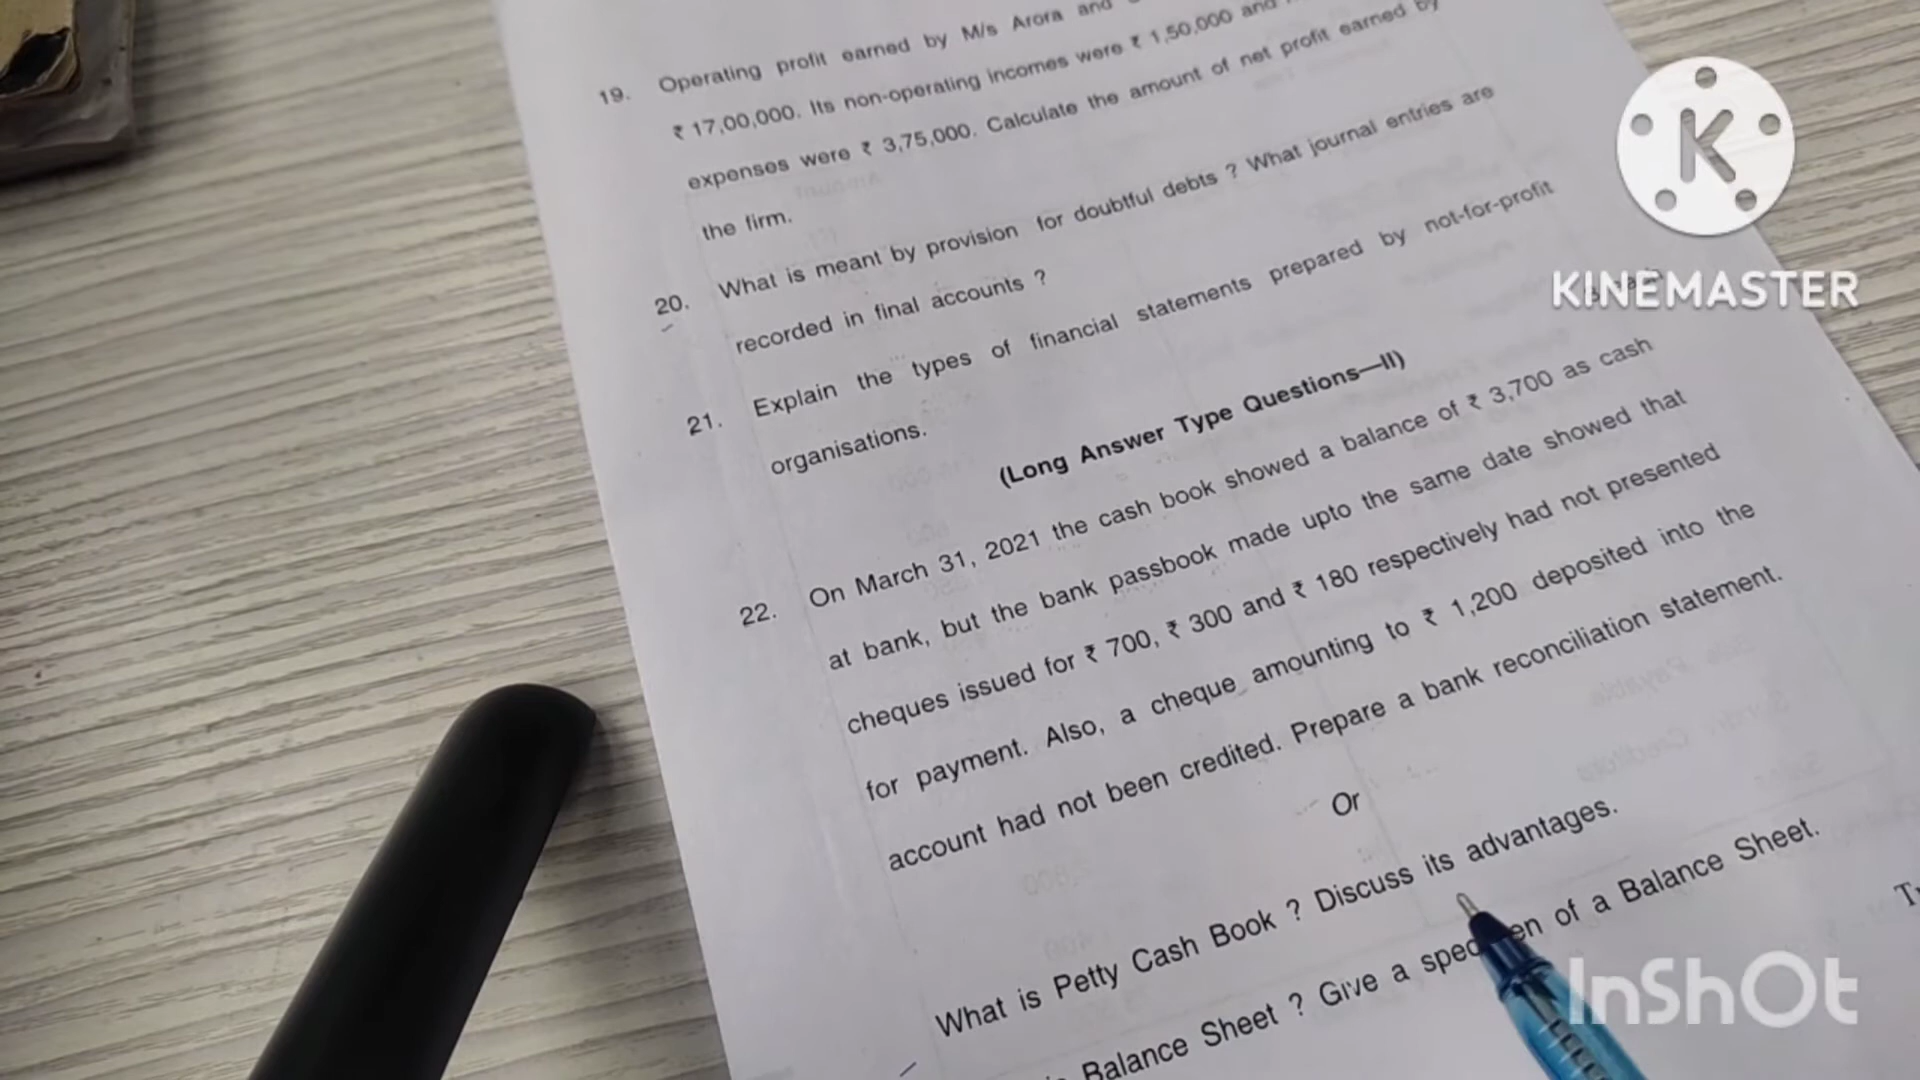 19. Operating profit earned by M/s Arora and
₹ 17,00,000. Its non-operating incomes were ₹ 1,50,000 and
expenses were ₹ 3,75,000. Calculate the amount of net profit earned by
the firm.
20. What is meant by provision for doubtful debts ? What journal entries are
recorded in final accounts ?
21. Explain the types of financial statements prepared by not-for-profit
organisations.
(Long Answer Type Questions—II)
22. On March 31, 2021 the cash book showed a balance of ₹ 3,700 as cash
at bank, but the bank passbook made upto the same date showed that
cheques issued for ₹ 700, ₹ 300 and ₹ 180 respectively had not presented
for payment. Also, a cheque amounting to ₹ 1,200 deposited into the
account had not been credited. Prepare a bank reconciliation statement.
Or
What is Petty Cash Book ? Discuss its advantages.
Balance Sheet ? Give a of a Balance Sheet.
K
KINEMASTER
InShOt